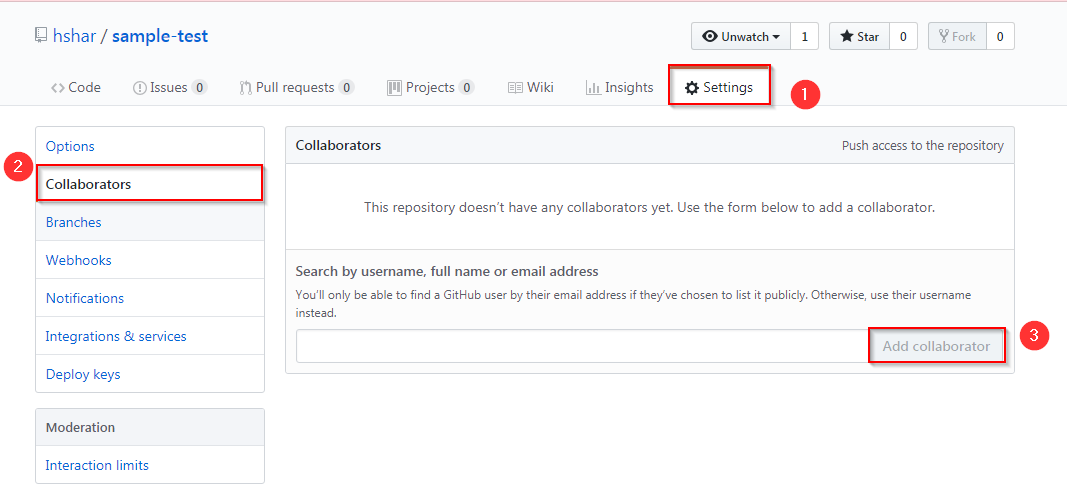 hshar / sample-test
Unwatch 1 Star 0 Fork 0
Code Issues 0 Pull requests 0 Projects 0 Wiki Insights Settings 1
Options
2
Collaborators
Branches
Webhooks
Notifications
Integrations & services
Deploy keys
Moderation
Interaction limits
Collaborators Push access to the repository
This repository doesn't have any collaborators yet. Use the form below to add a collaborator.
Search by username, full name or email address
You'll only be able to find a GitHub user by their email address if they've chosen to list it publicly. Otherwise, use their username
instead.
Add collaborator 3